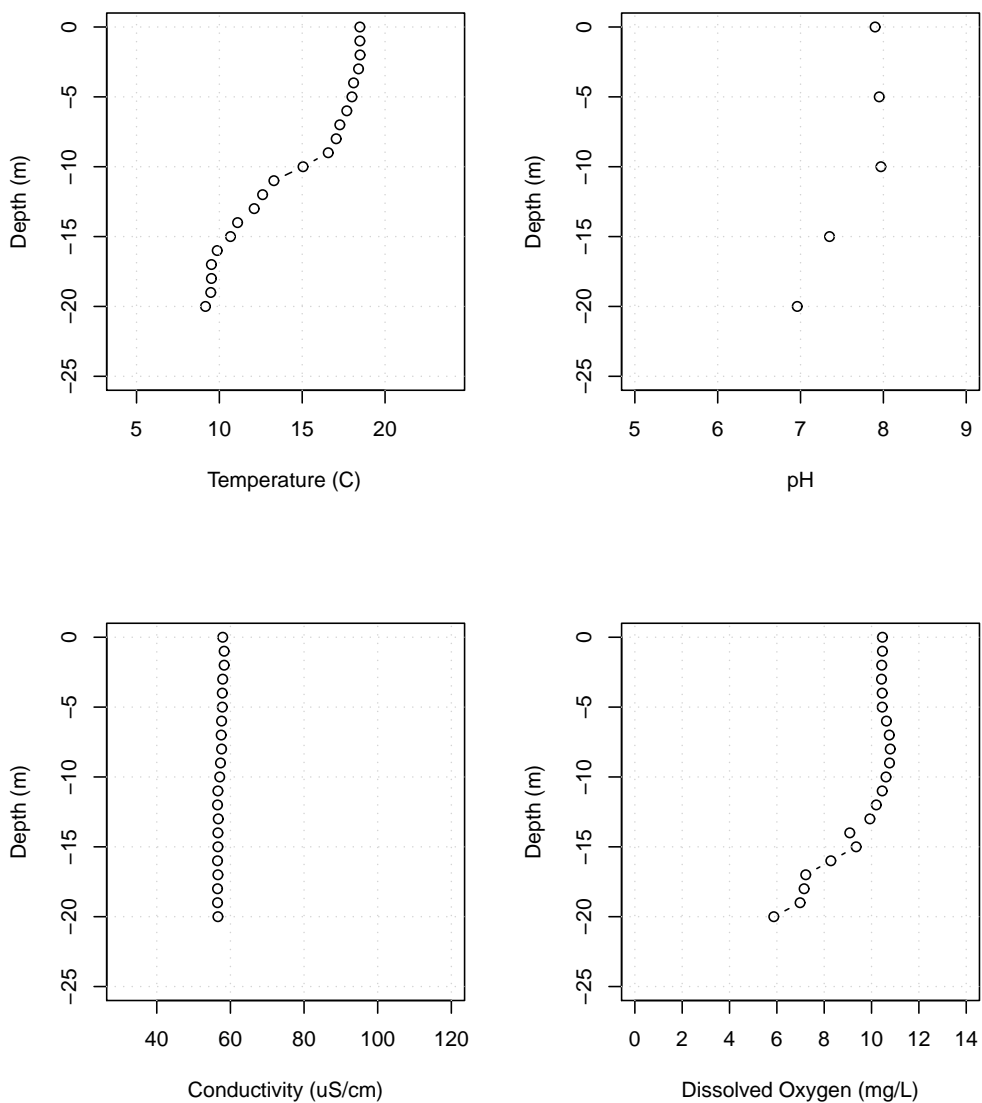 0
−5
−10
−15
−20
−25
Depth (m)
5 10 15 20
Temperature (C)
0
−5
−10
−15
−20
−25
Depth (m)
5 6 7 8 9
pH
0
−5
−10
−15
−20
−25
Depth (m)
40 60 80 100 120
Conductivity (uS/cm)
0
−5
−10
−15
−20
−25
Depth (m)
0 2 4 6 8 10 12 14
Dissolved Oxygen (mg/L)